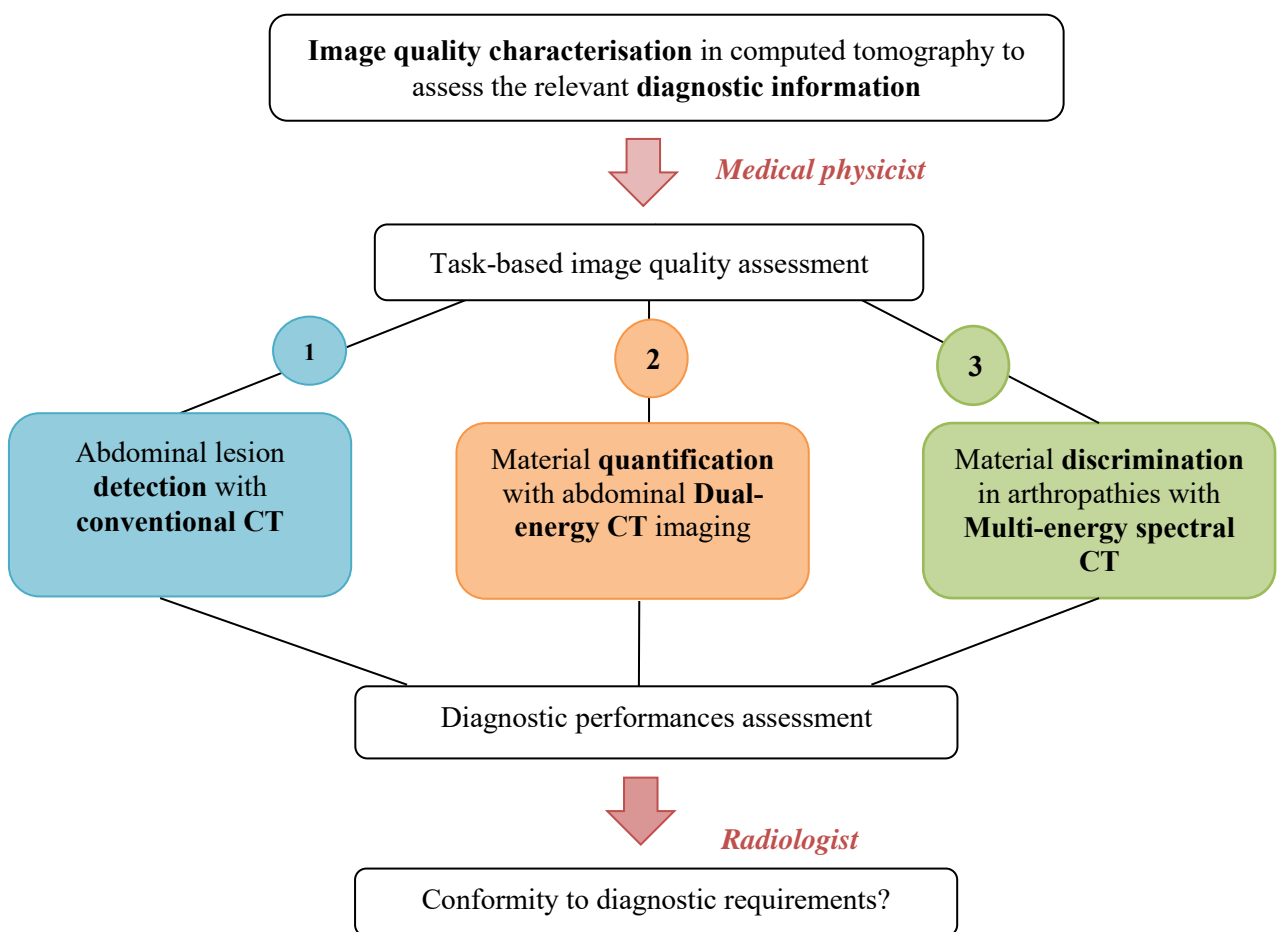 Image quality characterisation in computed tomography to
assess the relevant diagnostic information
Medical physicist
Task-based image quality assessment
1
2
3
Abdominal lesion
detection with
conventional CT
Material quantification
with abdominal Dual-
energy CT imaging
Material discrimination
in arthropathies with
Multi-energy spectral
CT
Diagnostic performances assessment
Radiologist
Conformity to diagnostic requirements?